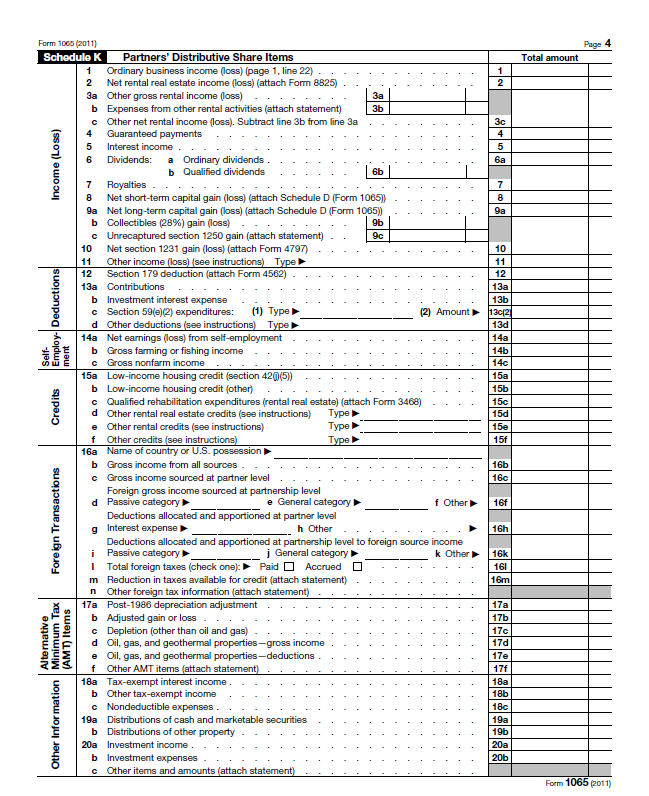 Form 1065 (2011) Page 4
Schedule K Partners' Distributive Share Items Total amount
Income (Loss)
1 Ordinary business income (loss) (page 1, line 22) 1
2 Net rental real estate income (loss) (attach Form 8825) 2
3a Other gross rental income (loss) 3a
b Expenses from other rental activities (attach statement) 3b
c Other net rental income (loss). Subtract line 3b from line 3a 3c
4 Guaranteed payments 4
5 Interest income 5
6 Dividends: a Ordinary dividends 6a
b Qualified dividends 6b
7 Royalties 7
8 Net short-term capital gain (loss) (attach Schedule D (Form 1065)) 8
9a Net long-term capital gain (loss) (attach Schedule D (Form 1065)) 9a
b Collectibles (28%) gain (loss) 9b
c Unrecaptured section 1250 gain (attach statement) 9c
10 Net section 1231 gain (loss) (attach Form 4797) 10
11 Other income (loss) (see instructions) Type ▶ 11
Deductions
12 Section 179 deduction (attach Form 4562) 12
13a Contributions 13a
b Investment interest expense 13b
c Section 59(e)(2) expenditures: (1) Type ▶ (2) Amount ▶ 13c(2)
d Other deductions (see instructions) Type ▶ 13d
Self-Employ-ment
14a Net earnings (loss) from self-employment 14a
b Gross farming or fishing income 14b
c Gross nonfarm income 14c
Credits
15a Low-income housing credit (section 42(j)(5)) 15a
b Low-income housing credit (other) 15b
c Qualified rehabilitation expenditures (rental real estate) (attach Form 3468) 15c
d Other rental real estate credits (see instructions) Type ▶ 15d
e Other rental credits (see instructions) Type ▶ 15e
f Other credits (see instructions) Type ▶ 15f
Foreign Transactions
16a Name of country or U.S. possession ▶
b Gross income from all sources 16b
c Gross income sourced at partner level 16c
Foreign gross income sourced at partnership level
d Passive category ▶ e General category ▶ f Other ▶ 16f
Deductions allocated and apportioned at partner level
g Interest expense ▶ h Other ▶ 16h
Deductions allocated and apportioned at partnership level to foreign source income
i Passive category ▶ j General category ▶ k Other ▶ 16k
l Total foreign taxes (check one): ▶ Paid ☐ Accrued ☐ 16l
m Reduction in taxes available for credit (attach statement) 16m
n Other foreign tax information (attach statement)
Alternative Minimum Tax (AMT) Items
17a Post-1986 depreciation adjustment 17a
b Adjusted gain or loss 17b
c Depletion (other than oil and gas) 17c
d Oil, gas, and geothermal properties—gross income 17d
e Oil, gas, and geothermal properties—deductions 17e
f Other AMT items (attach statement) 17f
Other Information
18a Tax-exempt interest income 18a
b Other tax-exempt income 18b
c Nondeductible expenses 18c
19a Distributions of cash and marketable securities 19a
b Distributions of other property 19b
20a Investment income 20a
b Investment expenses 20b
c Other items and amounts (attach statement)
Form 1065 (2011)